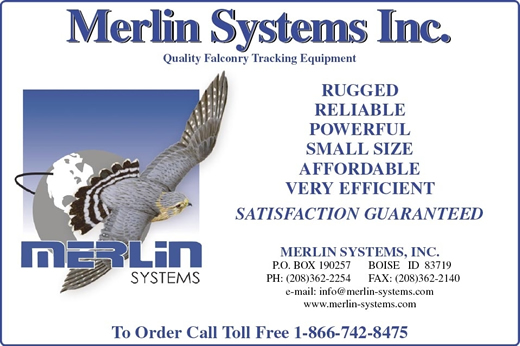 Merlin Systems Inc.
Quality Falconry Tracking Equipment
RUGGED
RELIABLE
POWERFUL
SMALL SIZE
AFFORDABLE
VERY EFFICIENT
SATISFACTION GUARANTEED
MERLIN SYSTEMS
MERLIN SYSTEMS, INC.
P.O. BOX 190257 BOISE ID 83719
PH: (208)362-2254 FAX: (208)362-2140
e-mail: info@merlin-systems.com
www.merlin-systems.com
To Order Call Toll Free 1-866-742-8475